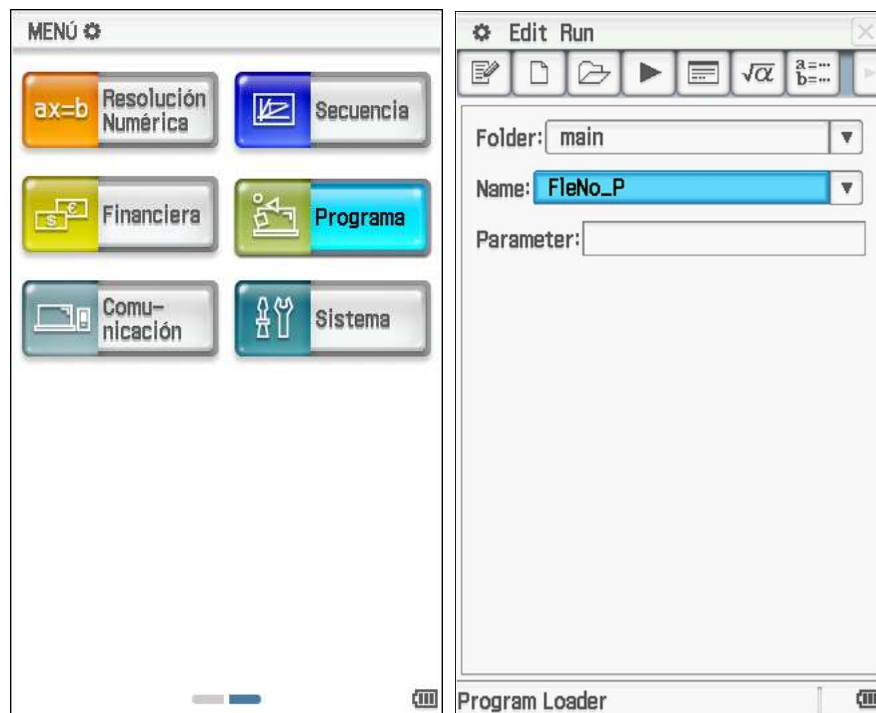 MENÚ
ax=b Resolución
Numérica
Secuencia
$ € Financiera
Programa
Comu-
nicación
Sistema
Edit Run
√α a=...
b=...
Folder: main
Name: FleNo_P
Parameter:
Program Loader